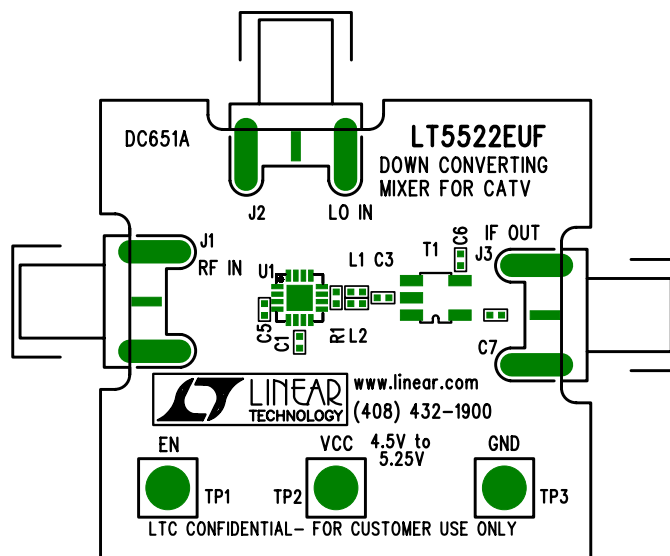 DC651A
LT5522EUF
DOWN CONVERTING
MIXER FOR CATV
J2
LO IN
J1
RF IN
U1
L1 C3
T1
C6
IF OUT
J3
C5
C1
R1
L2
C7
LINEAR
TECHNOLOGY
www.linear.com
(408) 432-1900
EN
VCC
4.5V to
5.25V
GND
TP1
TP2
TP3
LTC CONFIDENTIAL- FOR CUSTOMER USE ONLY